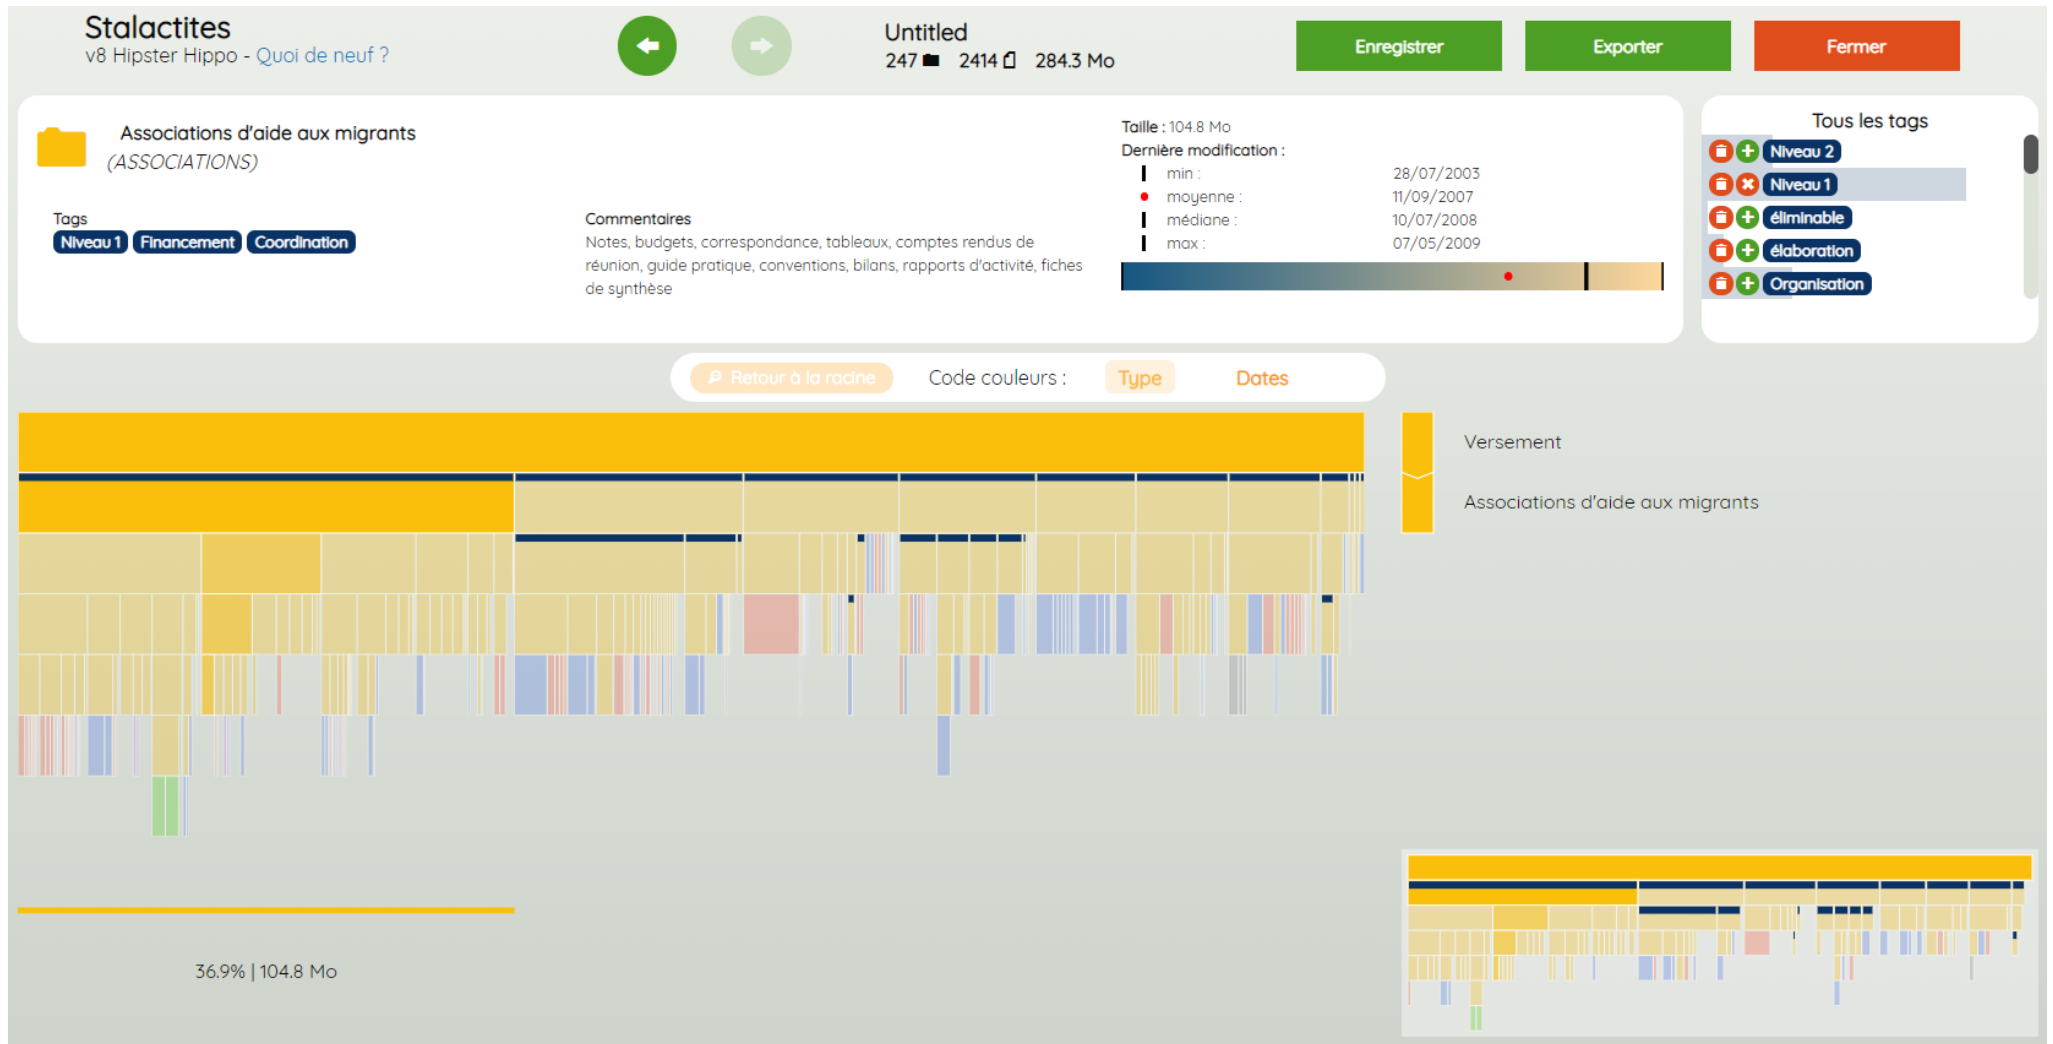 Stalactites
v8 Hipster Hippo - Quoi de neuf ?
Untitled
247 2414 284.3 Mo
Enregistrer
Exporter
Fermer
Associations d'aide aux migrants
(ASSOCIATIONS)
Tags
Niveau 1 Financement Coordination
Commentaires
Notes, budgets, correspondance, tableaux, comptes rendus de
réunion, guide pratique, conventions, bilans, rapports d'activité, fiches
de synthèse
Taille : 104.8 Mo
Dernière modification :
min : 28/07/2003
moyenne : 11/09/2007
médiane : 10/07/2008
max : 07/05/2009
Tous les tags
Niveau 2
Niveau 1
éliminable
élaboration
Organisation
Retour à la racine
Code couleurs :
Type
Dates
Versement
Associations d'aide aux migrants
36.9% | 104.8 Mo